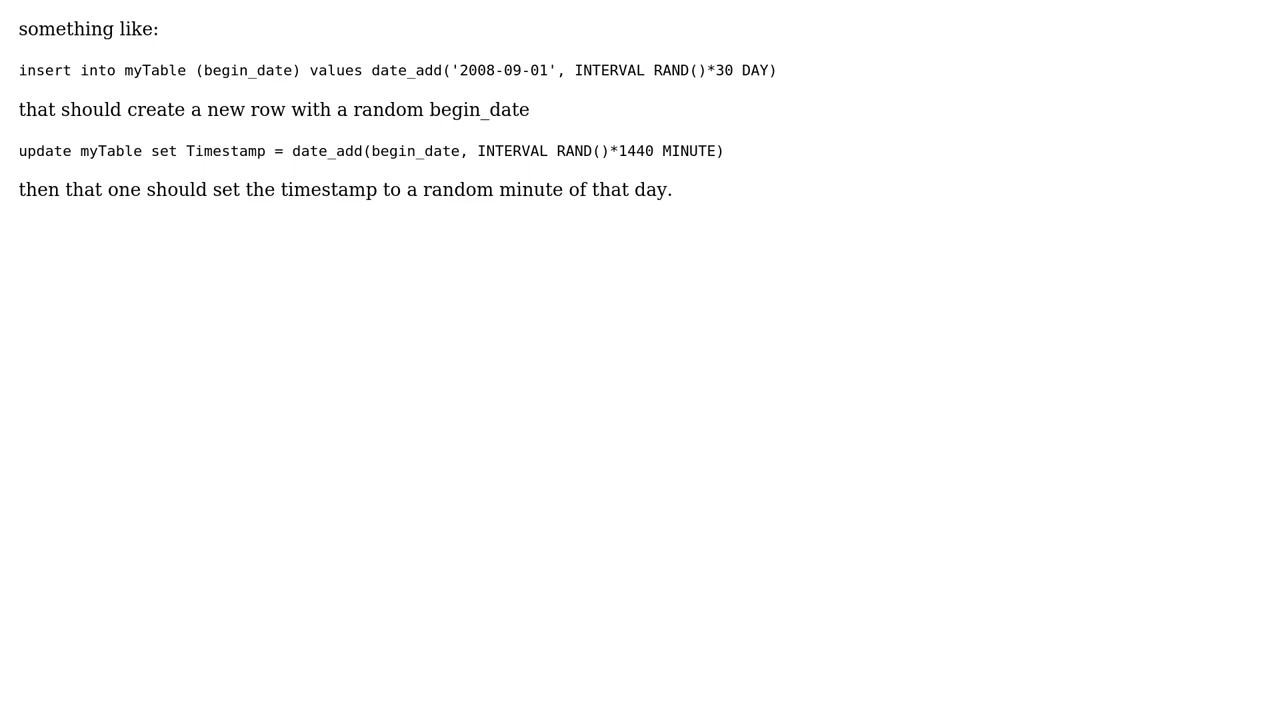 something like:
insert into myTable (begin_date) values date_add('2008-09-01', INTERVAL RAND()*30 DAY)
that should create a new row with a random begin_date
update myTable set Timestamp = date_add(begin_date, INTERVAL RAND()*1440 MINUTE)
then that one should set the timestamp to a random minute of that day.